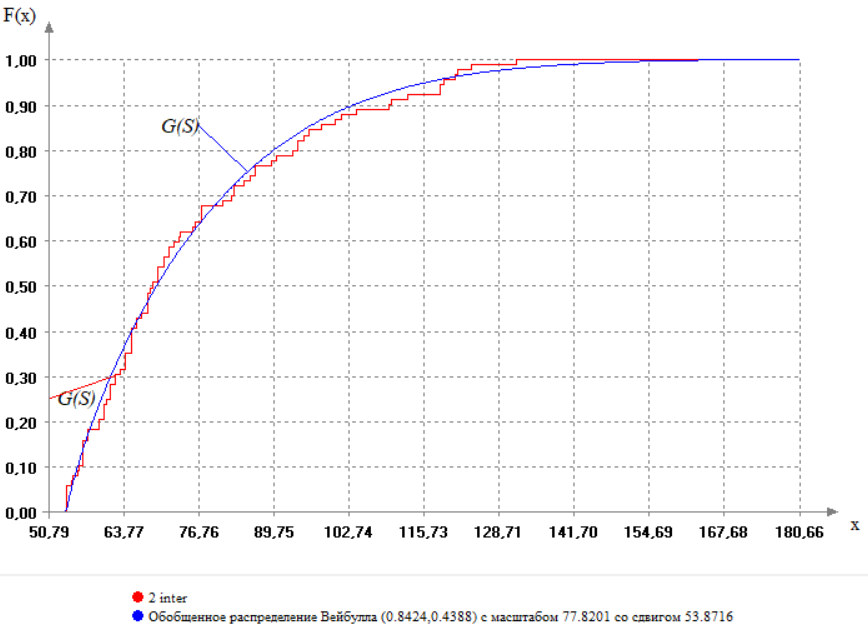 F(x)
1,00
0,90
G(S)
0,80
0,70
0,60
0,50
0,40
0,30
G(S)
0,20
0,10
0,00
50,79 63,77 76,76 89,75 102,74 115,73 128,71 141,70 154,69 167,68 180,66
x
2 inter
Обобщенное распределение Вейбулла (0.8424,0.4388) с масштабом 77.8201 со сдвигом 53.8716